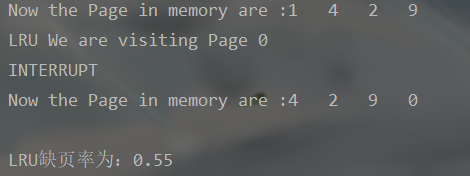 Now the Page in memory are :1   4   2   9
LRU We are visiting Page 0
INTERRUPT
Now the Page in memory are :4   2   9   0
LRU缺页率为：0.55